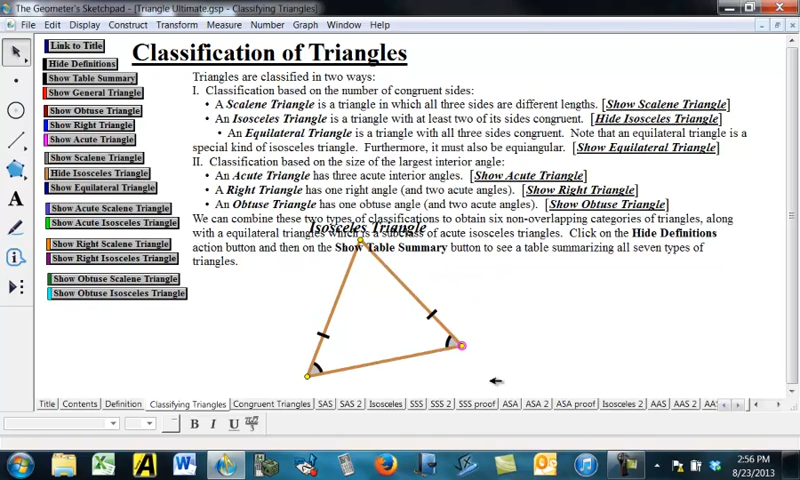 The Geometer's Sketchpad - [Triangle Ultimate.gsp - Classifying Triangles]
File Edit Display Construct Transform Measure Number Graph Window Help
Link to Title
Hide Definitions
Show Table Summary
Show General Triangle
Show Obtuse Triangle
Show Right Triangle
Show Acute Triangle
Show Scalene Triangle
Hide Isosceles Triangle
Show Equilateral Triangle
Show Acute Scalene Triangle
Show Acute Isosceles Triangle
Show Right Scalene Triangle
Show Right Isosceles Triangle
Show Obtuse Scalene Triangle
Show Obtuse Isosceles Triangle
Classification of Triangles
Triangles are classified in two ways:
I. Classification based on the number of congruent sides:
• A Scalene Triangle is a triangle in which all three sides are different lengths. [Show Scalene Triangle]
• An Isosceles Triangle is a triangle with at least two of its sides congruent. [Hide Isosceles Triangle]
• An Equilateral Triangle is a triangle with all three sides congruent. Note that an equilateral triangle is a
special kind of isosceles triangle. Furthermore, it must also be equiangular. [Show Equilateral Triangle]
II. Classification based on the size of the largest interior angle:
• An Acute Triangle has three acute interior angles. [Show Acute Triangle]
• A Right Triangle has one right angle (and two acute angles). [Show Right Triangle]
• An Obtuse Triangle has one obtuse angle (and two acute angles). [Show Obtuse Triangle]
We can combine these two types of classifications to obtain six non-overlapping categories of triangles, along
Isosceles Triangle
with a equilateral triangles which is a subclass of acute isosceles triangles. Click on the Hide Definitions
action button and then on the Show Table Summary button to see a table summarizing all seven types of
triangles.
Title Contents Definition Classifying Triangles Congruent Triangles SAS SAS 2 Isosceles SSS SSS 2 SSS proof ASA ASA 2 ASA proof Isosceles 2 AAS AAS 2 AAS
A
B I U
2:56 PM
8/23/2013